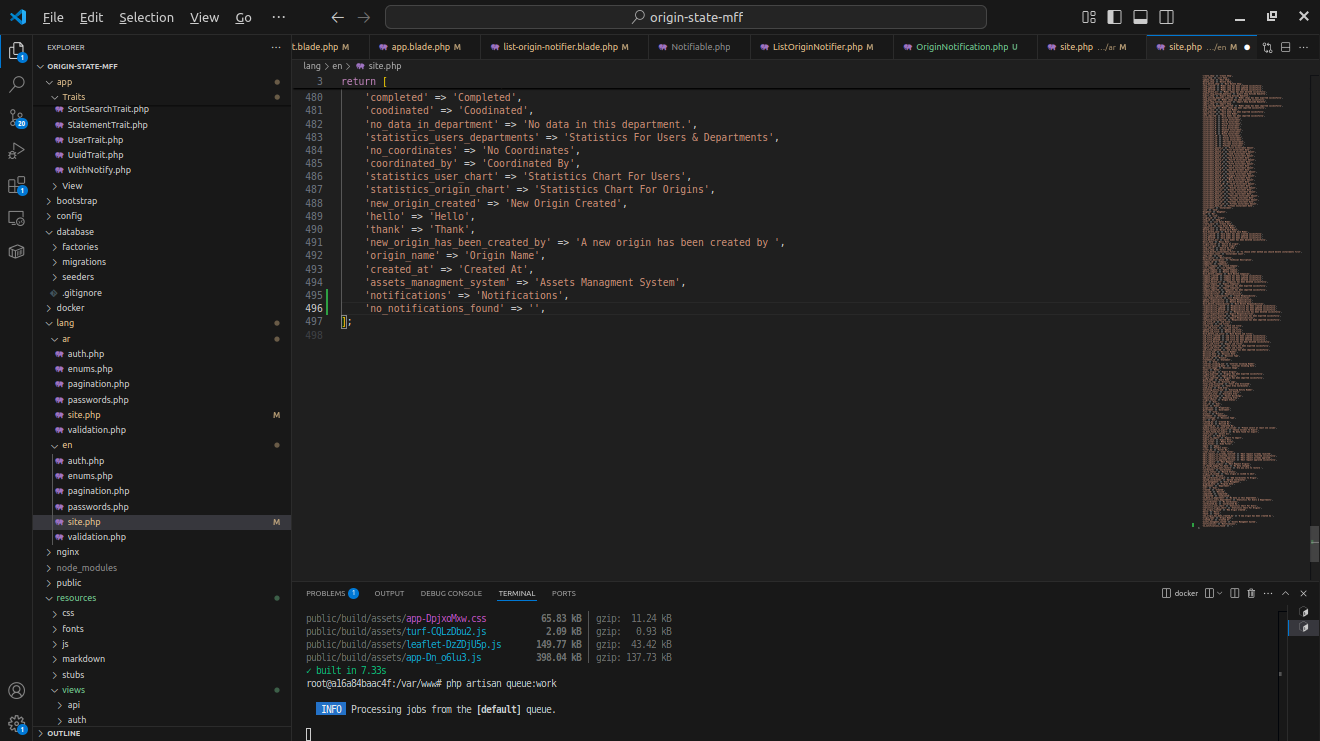 File Edit Selection View Go ⋯
← → origin-state-mff
EXPLORER ⋯
ORIGIN-STATE-MFF
app
Traits
SortSearchTrait.php
StatementTrait.php
UserTrait.php
UuidTrait.php
WithNotify.php
View
bootstrap
config
database
factories
migrations
seeders
.gitignore
docker
lang
ar
auth.php
enums.php
pagination.php
passwords.php
site.php M
validation.php
en
auth.php
enums.php
pagination.php
passwords.php
site.php M
validation.php
nginx
node_modules
public
resources
css
fonts
js
markdown
stubs
views
api
auth
OUTLINE
1
20
1
1
t.blade.php M app.blade.php M list-origin-notifier.blade.php M Notifiable.php ListOriginNotifier.php M OriginNotification.php U site.php .../ar M site.php .../en M
lang > en > site.php
3 return [
480 'completed' => 'Completed',
481 'coodinated' => 'Coodinated',
482 'no_data_in_department' => 'No data in this department.',
483 'statistics_users_departments' => 'Statistics For Users & Departments',
484 'no_coordinates' => 'No Coordinates',
485 'coordinated_by' => 'Coordinated By',
486 'statistics_user_chart' => 'Statistics Chart For Users',
487 'statistics_origin_chart' => 'Statistics Chart For Origins',
488 'new_origin_created' => 'New Origin Created',
489 'hello' => 'Hello',
490 'thank' => 'Thank',
491 'new_origin_has_been_created_by' => 'A new origin has been created by ',
492 'origin_name' => 'Origin Name',
493 'created_at' => 'Created At',
494 'assets_managment_system' => 'Assets Managment System',
495 'notifications' => 'Notifications',
496 'no_notifications_found' => '',
497 ];
498
PROBLEMS 1 OUTPUT DEBUG CONSOLE TERMINAL PORTS docker
public/build/assets/app-DpjxoMxw.css 65.83 kB │ gzip: 11.24 kB
public/build/assets/turf-CQLzDbu2.js 2.09 kB │ gzip: 0.93 kB
public/build/assets/leaflet-DzZDjU5p.js 149.77 kB │ gzip: 43.42 kB
public/build/assets/app-Dn_o6lu3.js 398.04 kB │ gzip: 137.73 kB
✓ built in 7.33s
root@a16a84baac4f:/var/www# php artisan queue:work
INFO Processing jobs from the [default] queue.